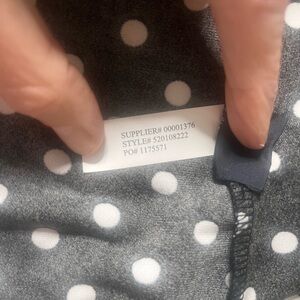 SUPPLIER# 00001376
STYLE# 520108222
PO# 1175571